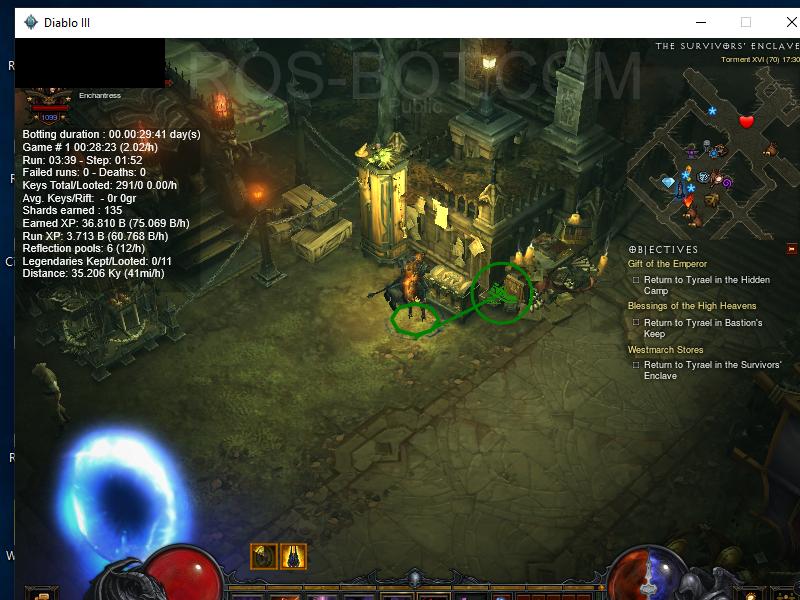 Diablo III
ROS-BOT.COM
Public
THE SURVIVORS' ENCLAVE
Torment XVI (70) 17:30
Enchantress
1099
Botting duration : 00.00:29:41 day(s)
Game # 1 00:28:23 (2.02/h)
Run: 03:39 - Step: 01:52
Failed runs: 0 - Deaths: 0
Keys Total/Looted: 291/0 0.00/h
Avg. Keys/Rift: - 0r 0gr
Shards earned : 135
Earned XP: 36.810 B (75.069 B/h)
Run XP: 3.713 B (60.768 B/h)
Reflection pools: 6 (12/h)
Legendaries Kept/Looted: 0/11
Distance: 35.206 Ky (41mi/h)
OBJECTIVES
Gift of the Emperor
Return to Tyrael in the Hidden
Camp
Blessings of the High Heavens
Return to Tyrael in Bastion's
Keep
Westmarch Stores
Return to Tyrael in the Survivors'
Enclave
R
R
C
R
W